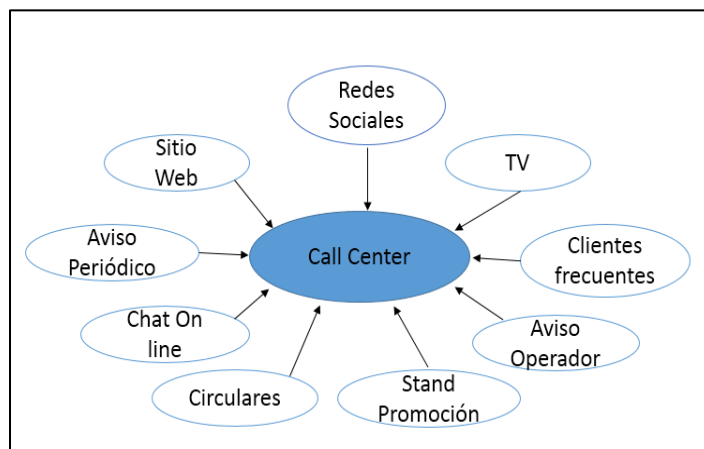 Redes
Sociales
Sitio
Web
TV
Aviso
Periódico
Call Center
Clientes
frecuentes
Chat On
line
Aviso
Operador
Circulares
Stand
Promoción